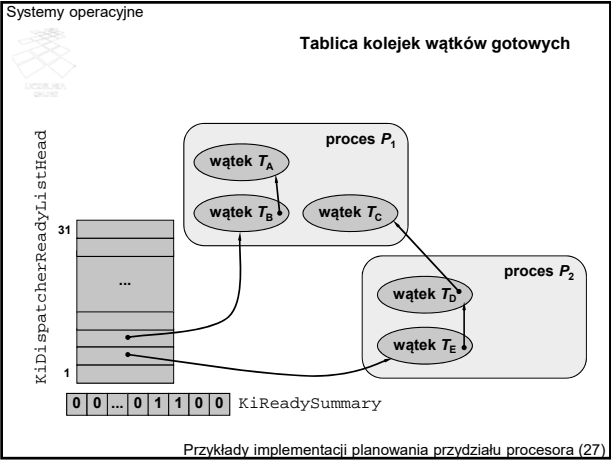 Systemy operacyjne
Tablica kolejek wątków gotowych
KiDispatcherReadyListHead
proces P1
wątek TA
wątek TB
wątek TC
31
...
1
proces P2
wątek TD
wątek TE
0 0 ... 0 1 1 0 0 KiReadySummary
Przykłady implementacji planowania przydziału procesora (27)